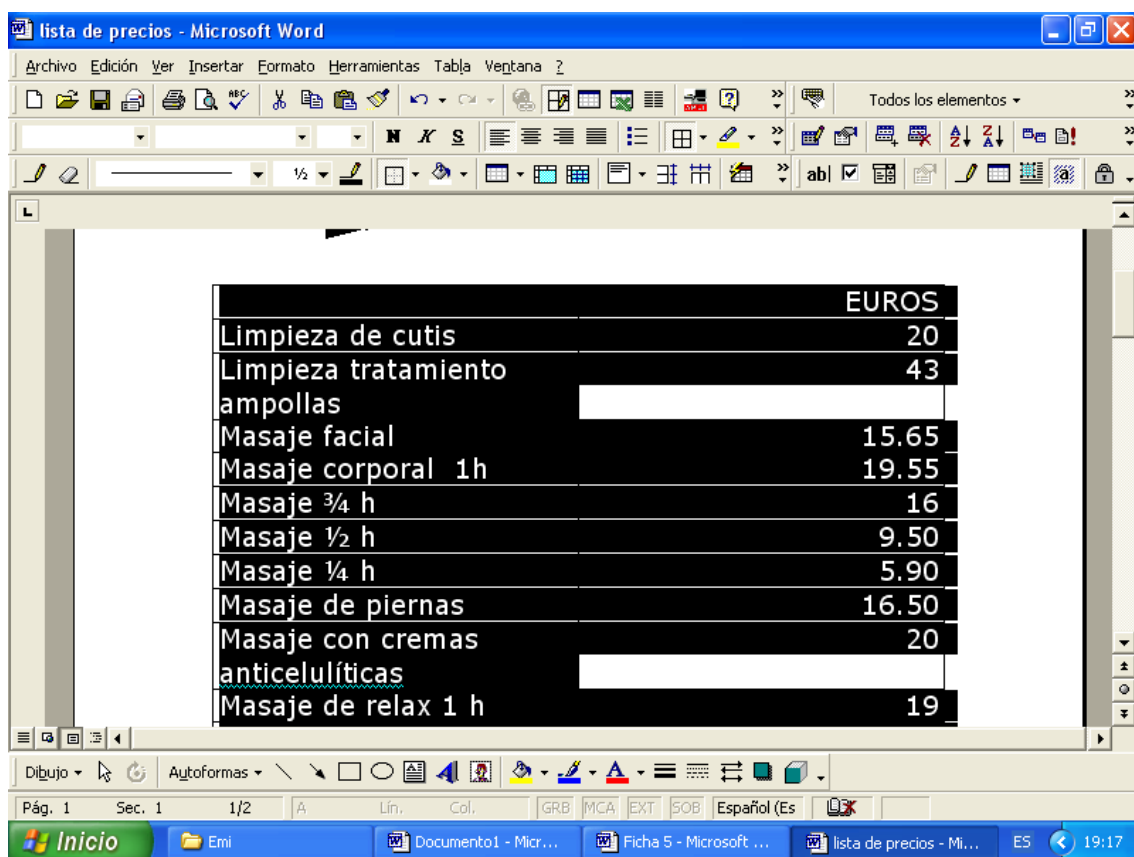 lista de precios - Microsoft Word
Archivo Edición Ver Insertar Formato Herramientas Tabla Ventana ?
ABC Todos los elementos
N K S
½ ab|
L
EUROS
Limpieza de cutis 20
Limpieza tratamiento 43
ampollas
Masaje facial 15.65
Masaje corporal 1h 19.55
Masaje ¾ h 16
Masaje ½ h 9.50
Masaje ¼ h 5.90
Masaje de piernas 16.50
Masaje con cremas 20
anticelulíticas
Masaje de relax 1 h 19
Dibujo Autoformas
Pág. 1 Sec. 1 1/2 A Lín. Col. GRB MCA EXT SOB Español (Es
Inicio Emi Documento1 - Micr... Ficha 5 - Microsoft ... lista de precios - Mi... ES 19:17